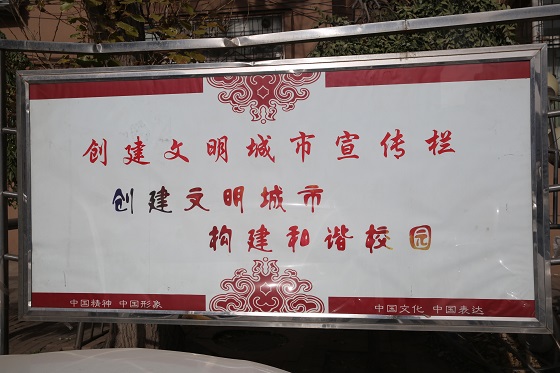 创建文明城市宣传栏
创建文明城市
构建和谐校园
中国精神 中国形象
中国文化 中国表达